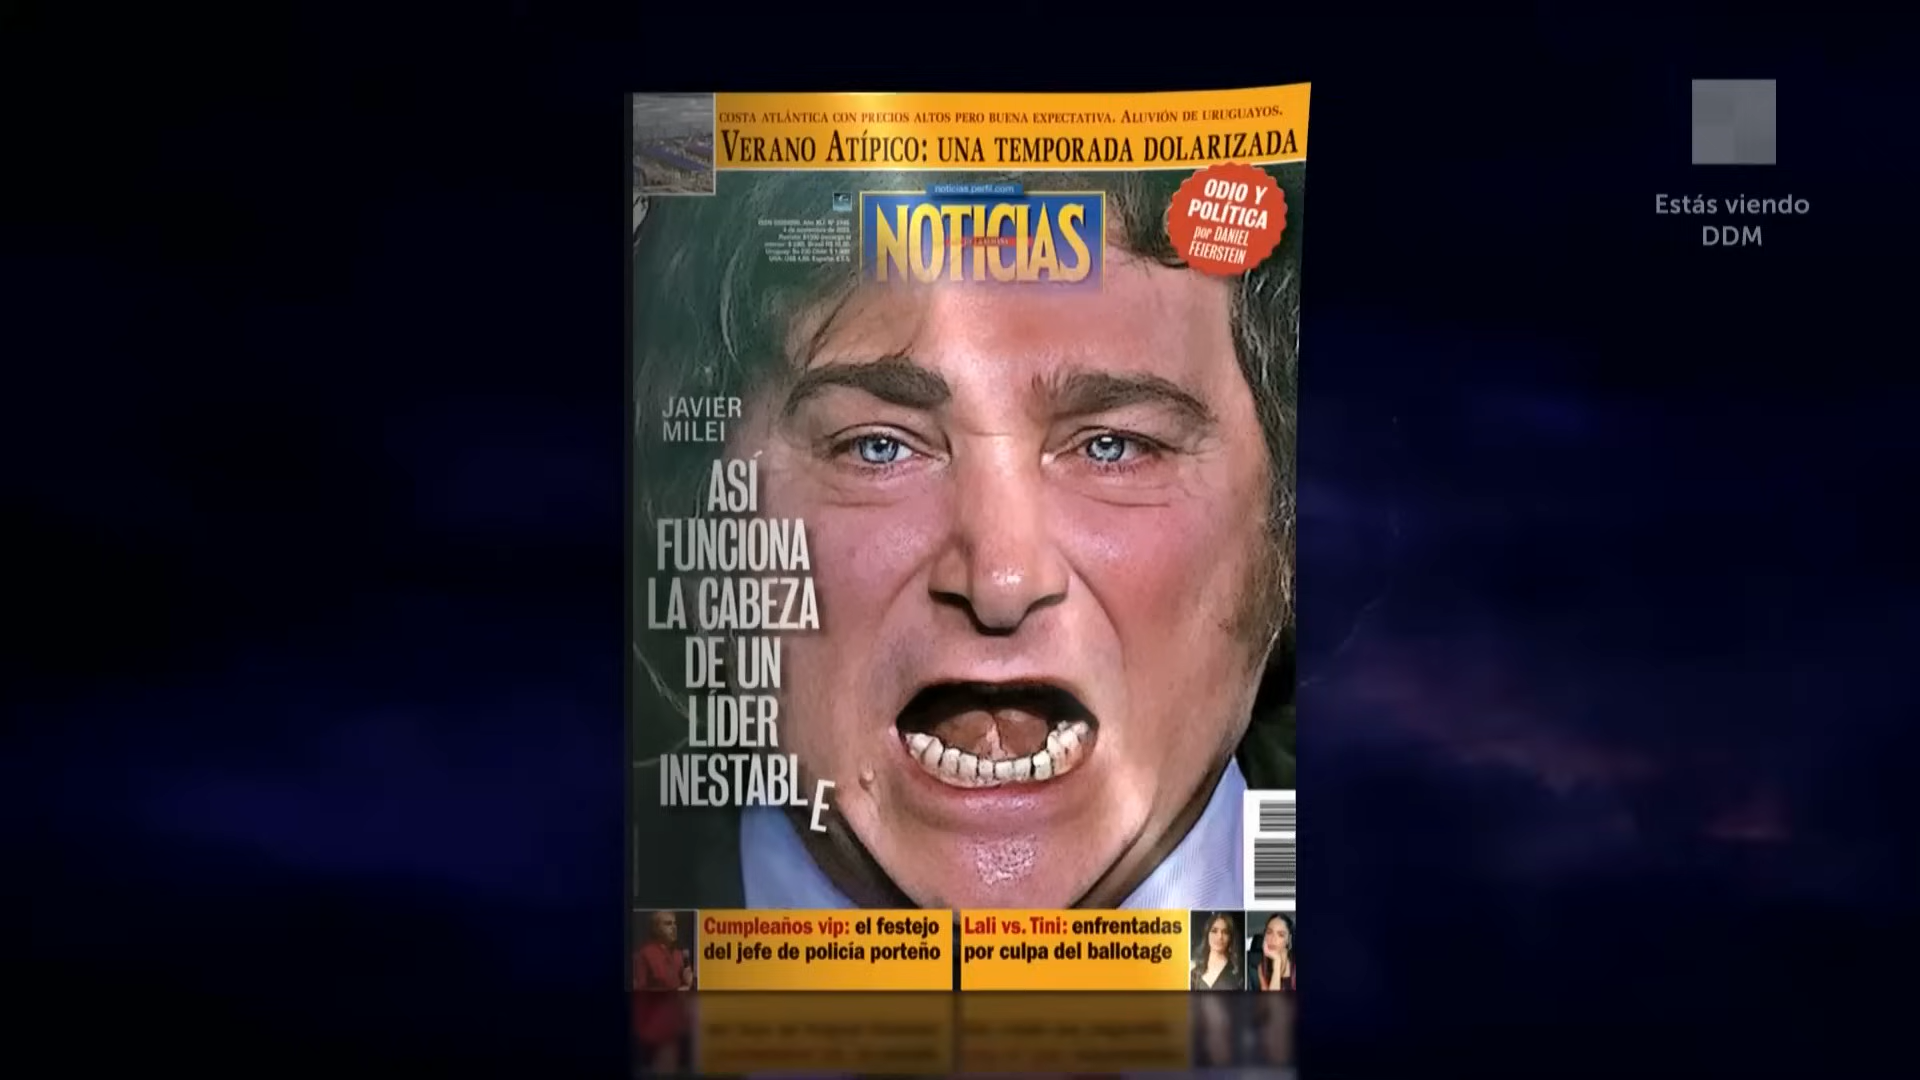 COSTA ATLÁNTICA CON PRECIOS ALTOS PERO BUENA EXPECTATIVA. ALUVIÓN DE URUGUAYOS.
VERANO ATÍPICO: UNA TEMPORADA DOLARIZADA
noticias.perfil.com
NOTICIAS
ODIO Y
POLÍTICA
por DANIEL
FEIERSTEIN
Estás viendo
DDM
JAVIER
MILEI
ASÍ
FUNCIONA
LA CABEZA
DE UN
LÍDER
INESTABLE
Cumpleaños vip: el festejo
del jefe de policía porteño
Lali vs. Tini: enfrentadas
por culpa del ballotage